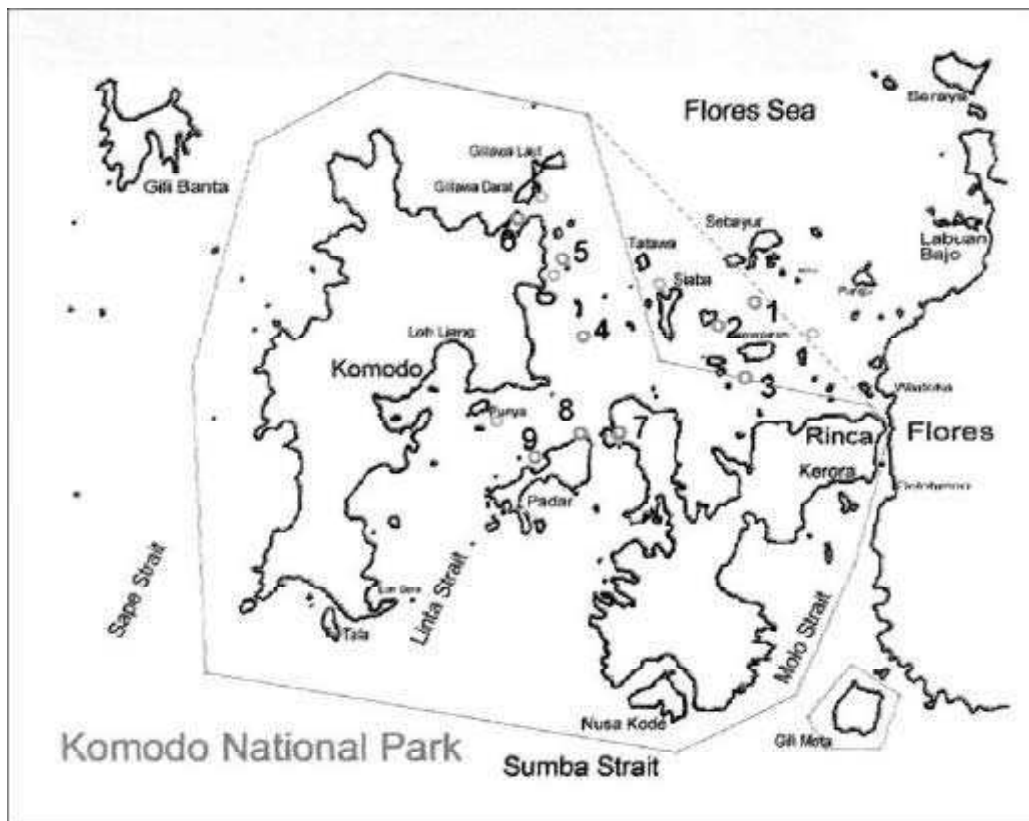 Flores Sea
Seraya
Gili Banta
Gillawa Laut
Gillawa Darat
6
Sebayur
Labuan
Bajo
5
Tatawa
Siaba
1
2
4
Loh Liang
Komodo
3
8
7
Rinca
Flores
9
Kerora
Padar
Sape Strait
Linta Strait
Tala
Molo Strait
Nusa Kode
Gili Mota
Komodo National Park
Sumba Strait